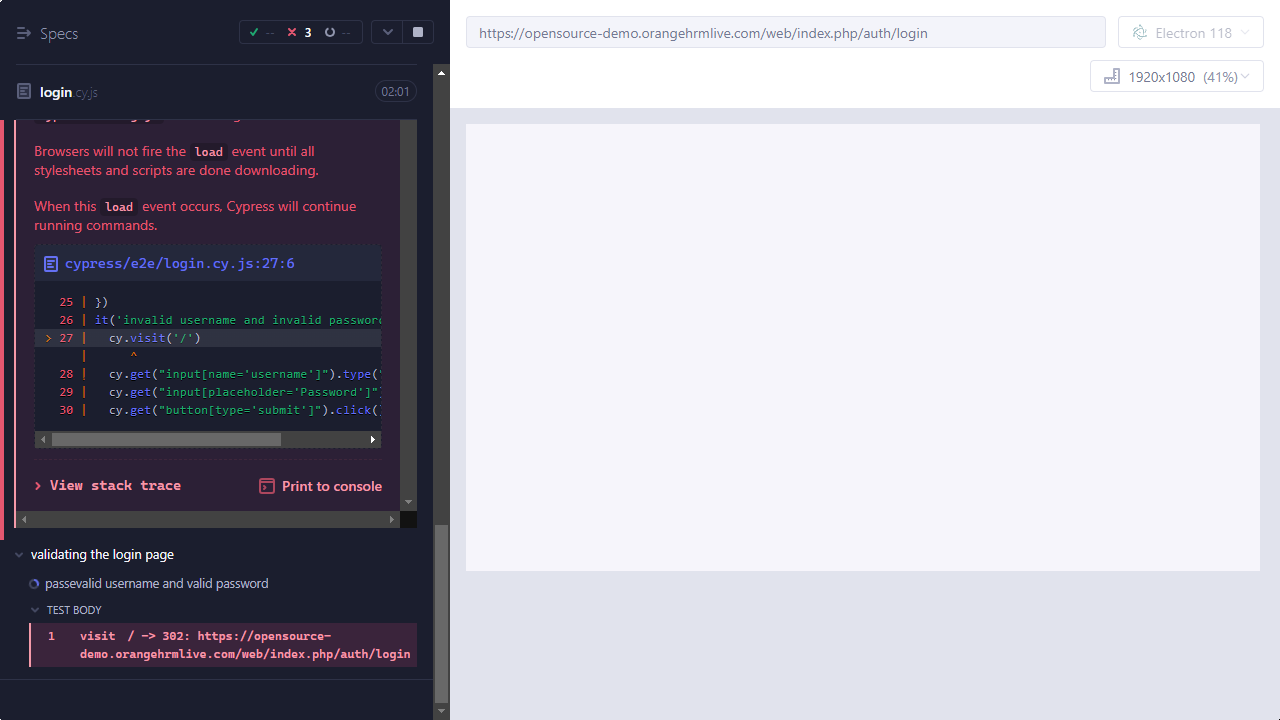 Specs
-- 3 --
https://opensource-demo.orangehrmlive.com/web/index.php/auth/login
Electron 118
1920x1080 (41%)
login.cy.js
02:01
Browsers will not fire the load event until all
stylesheets and scripts are done downloading.
When this load event occurs, Cypress will continue
running commands.
cypress/e2e/login.cy.js:27:6
25 | })
26 | it('invalid username and invalid password
> 27 |   cy.visit('/')
|      ^
28 |   cy.get("input[name='username']").type("
29 |   cy.get("input[placeholder='Password']")
30 |   cy.get("button[type='submit']").click()
View stack trace
Print to console
validating the login page
passevalid username and valid password
TEST BODY
1 visit / -> 302: https://opensource-
demo.orangehrmlive.com/web/index.php/auth/login